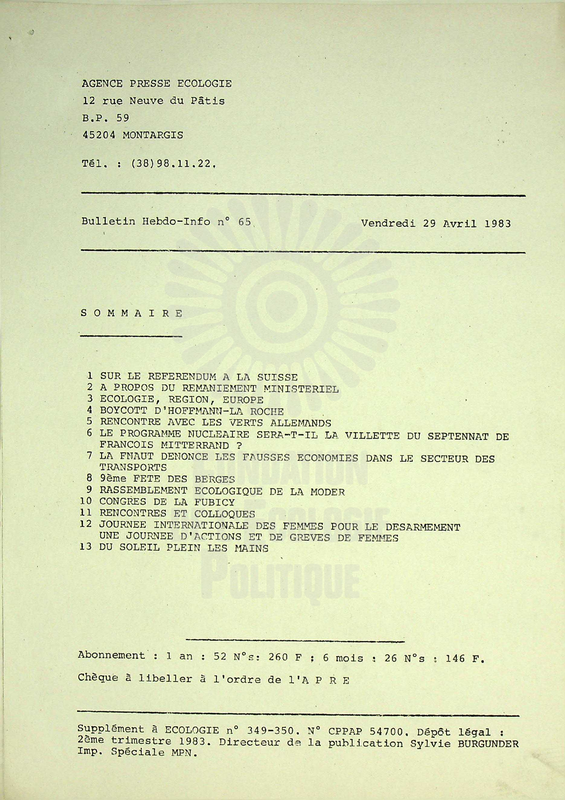 AGENCE PRESSE ECOLOGIE
12 rue Neuve du Pâtis
B.P. 59
45204 MONTARGIS
Tél. : (38)98.11.22.
Bulletin Hebdo-Info n° 65 Vendredi 29 Avril 1983
S O M M A I R E
1 SUR LE REFERENDUM A LA SUISSE
2 A PROPOS DU REMANIEMENT MINISTERIEL
3 ECOLOGIE, REGION, EUROPE
4 BOYCOTT D'HOFFMANN-LA ROCHE
5 RENCONTRE AVEC LES VERTS ALLEMANDS
6 LE PROGRAMME NUCLEAIRE SERA-T-IL LA VILLETTE DU SEPTENNAT DE
FRANCOIS MITTERRAND ?
7 LA FNAUT DENONCE LES FAUSSES ECONOMIES DANS LE SECTEUR DES
TRANSPORTS
8 9ème FETE DES BERGES
9 RASSEMBLEMENT ECOLOGIQUE DE LA MODER
10 CONGRES DE LA FUBICY
11 RENCONTRES ET COLLOQUES
12 JOURNEE INTERNATIONALE DES FEMMES POUR LE DESARMEMENT
UNE JOURNEE D'ACTIONS ET DE GREVES DE FEMMES
13 DU SOLEIL PLEIN LES MAINS
FONDATION
ECOLOGIE
POLITIQUE
Abonnement : 1 an : 52 N°s: 260 F ; 6 mois : 26 N°s : 146 F.
Chèque à libeller à l'ordre de l'A P R E
Supplément à ECOLOGIE n° 349-350. N° CPPAP 54700. Dépôt légal :
2ème trimestre 1983. Directeur de la publication Sylvie BURGUNDER
Imp. Spéciale MPN.